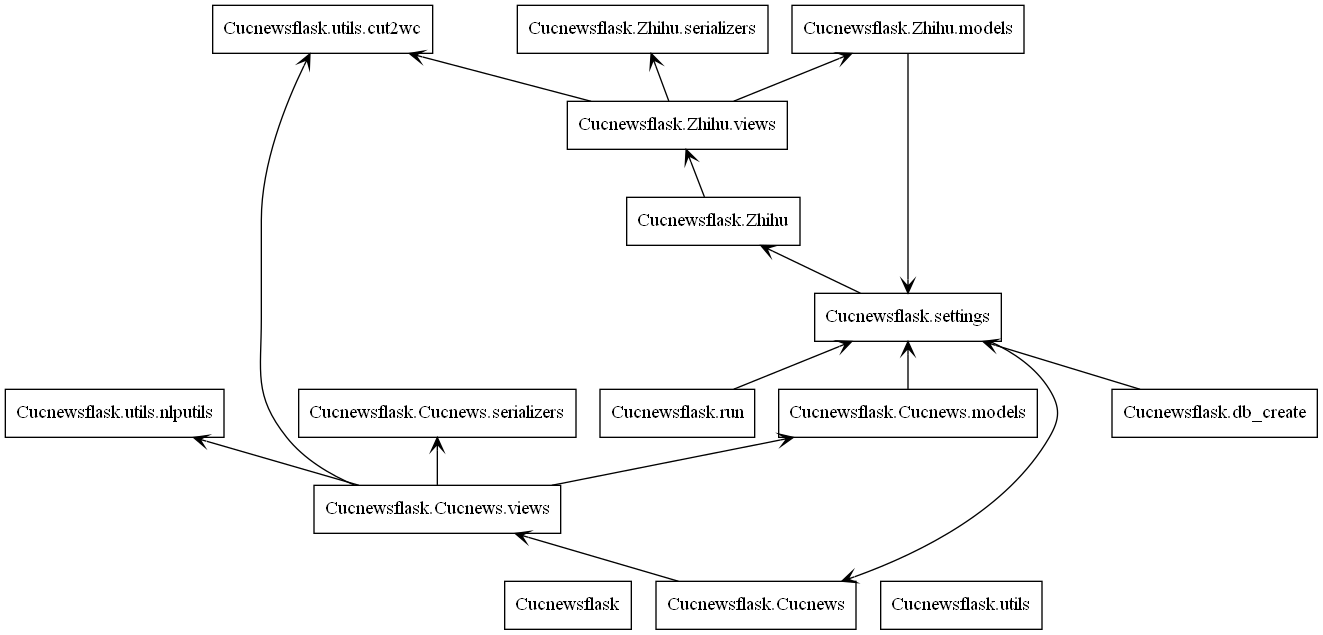 Cucnewsflask.utils.cut2wc
Cucnewsflask.Zhihu.serializers
Cucnewsflask.Zhihu.models
Cucnewsflask.Zhihu.views
Cucnewsflask.Zhihu
Cucnewsflask.settings
Cucnewsflask.utils.nlputils
Cucnewsflask.Cucnews.serializers
Cucnewsflask.run
Cucnewsflask.Cucnews.models
Cucnewsflask.db_create
Cucnewsflask.Cucnews.views
Cucnewsflask
Cucnewsflask.Cucnews
Cucnewsflask.utils